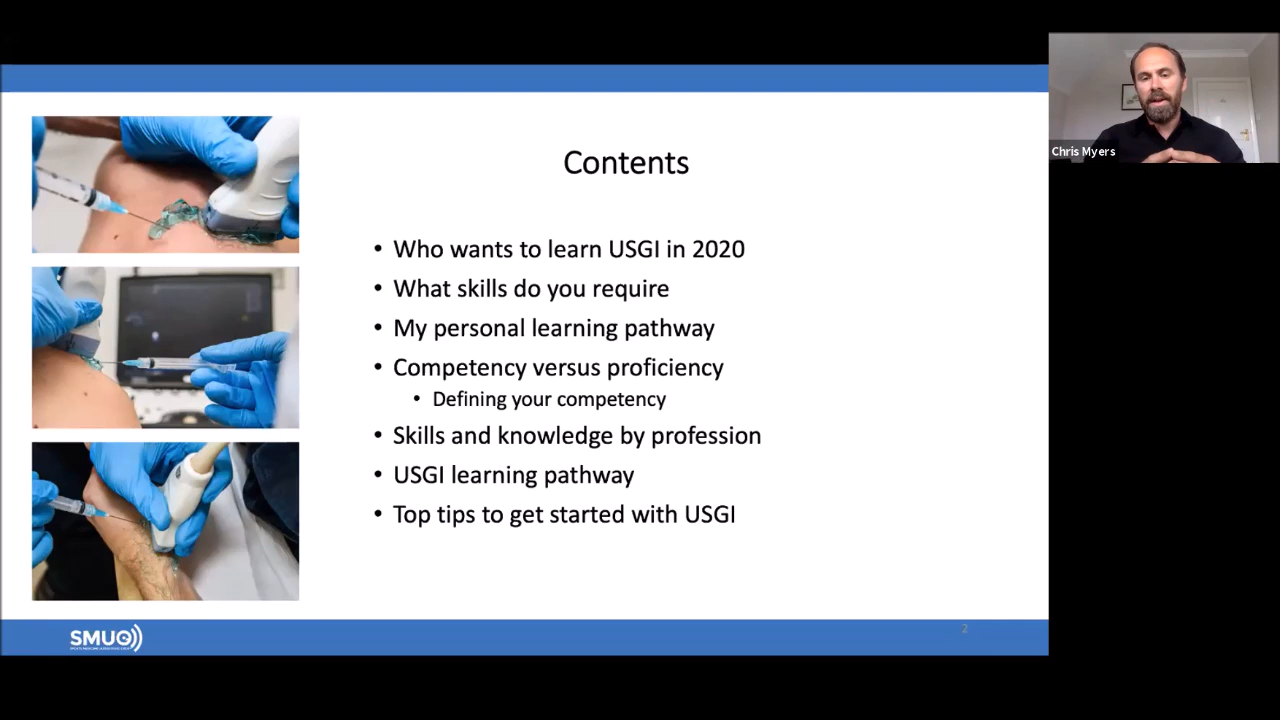 Contents
• Who wants to learn USGI in 2020
• What skills do you require
• My personal learning pathway
• Competency versus proficiency
• Defining your competency
• Skills and knowledge by profession
• USGI learning pathway
• Top tips to get started with USGI
Chris Myers
SMUG
2